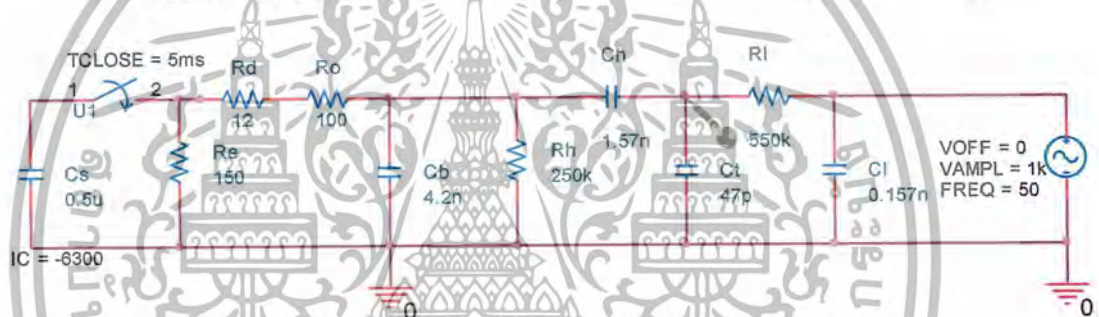 TCLOSE = 5ms
1
2
U1
Rd
12
Ro
100
Ch
1.57n
Rl
550k
Cs
0.5u
IC = -6300
Re
150
Cb
4.2n
Rh
250k
Ct
47p
Cl
0.157n
VOFF = 0
VAMPL = 1k
FREQ = 50
0
0